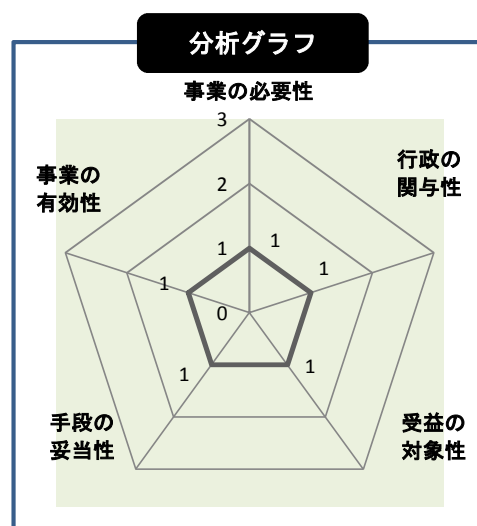 分析グラフ
事業の必要性
3
行政の
関与性
事業の
有効性
2
1
1
1
1
0
1
1
手段の
妥当性
受益の
対象性